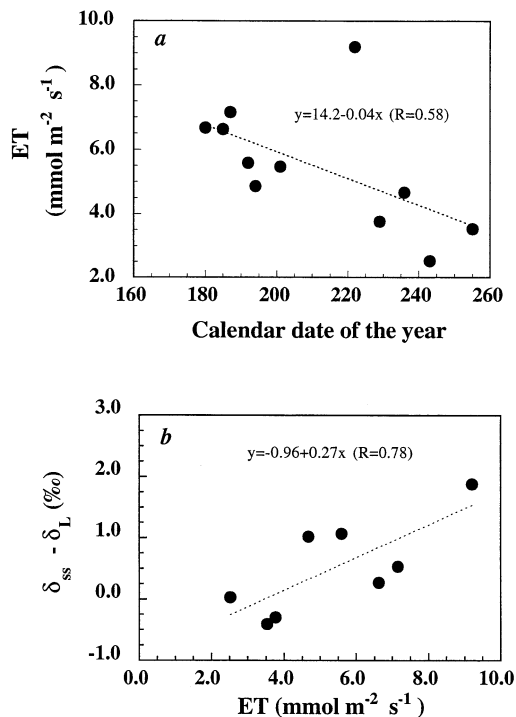 10.0
a
8.0
y=14.2-0.04x (R=0.58)
6.0
4.0
2.0
ET
(mmol m⁻² s⁻¹)
160 180 200 220 240 260
Calendar date of the year
3.0
b
y=-0.96+0.27x (R=0.78)
2.0
1.0
0.0
-1.0
δss - δL (‰)
0.0 2.0 4.0 6.0 8.0 10.0
ET (mmol m⁻² s⁻¹)